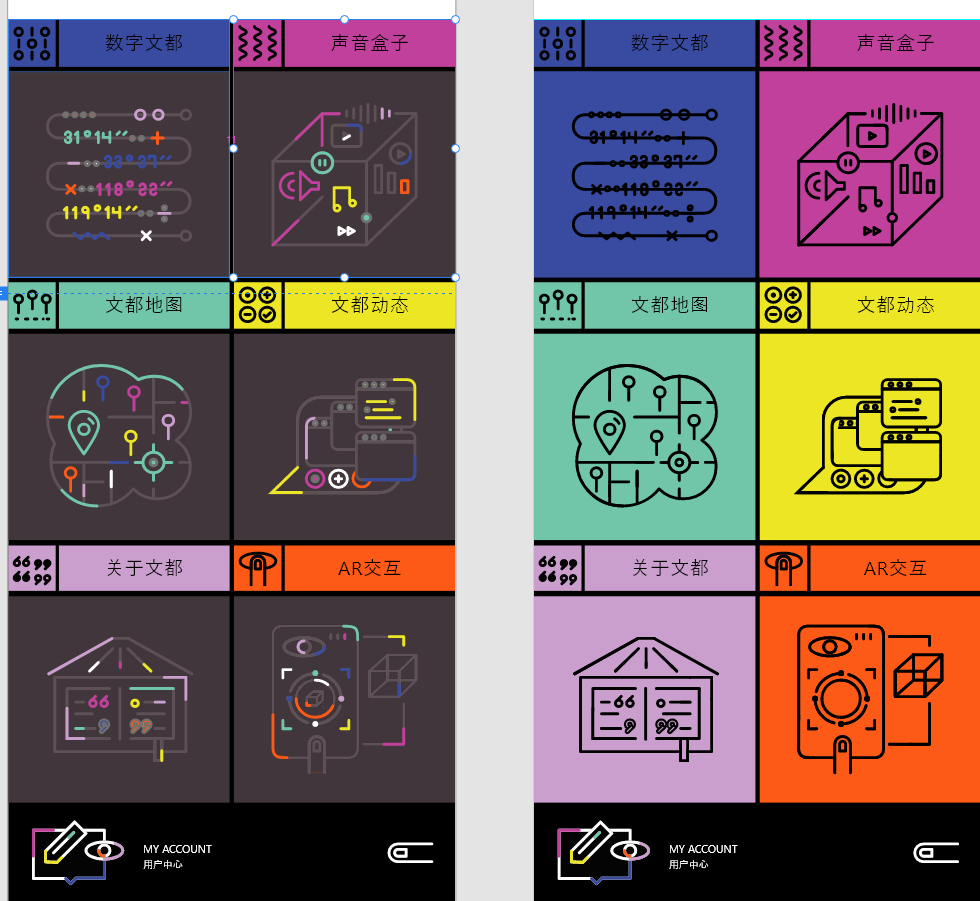 数字文都
声音盒子
数字文都
声音盒子
31°14′′
33°37′′
118°22′′
119°14′′
31°14′′
33°37′′
118°22′′
119°14′′
文都地图
文都动态
文都地图
文都动态
关于文都
AR交互
关于文都
AR交互
MY ACCOUNT
用户中心
MY ACCOUNT
用户中心